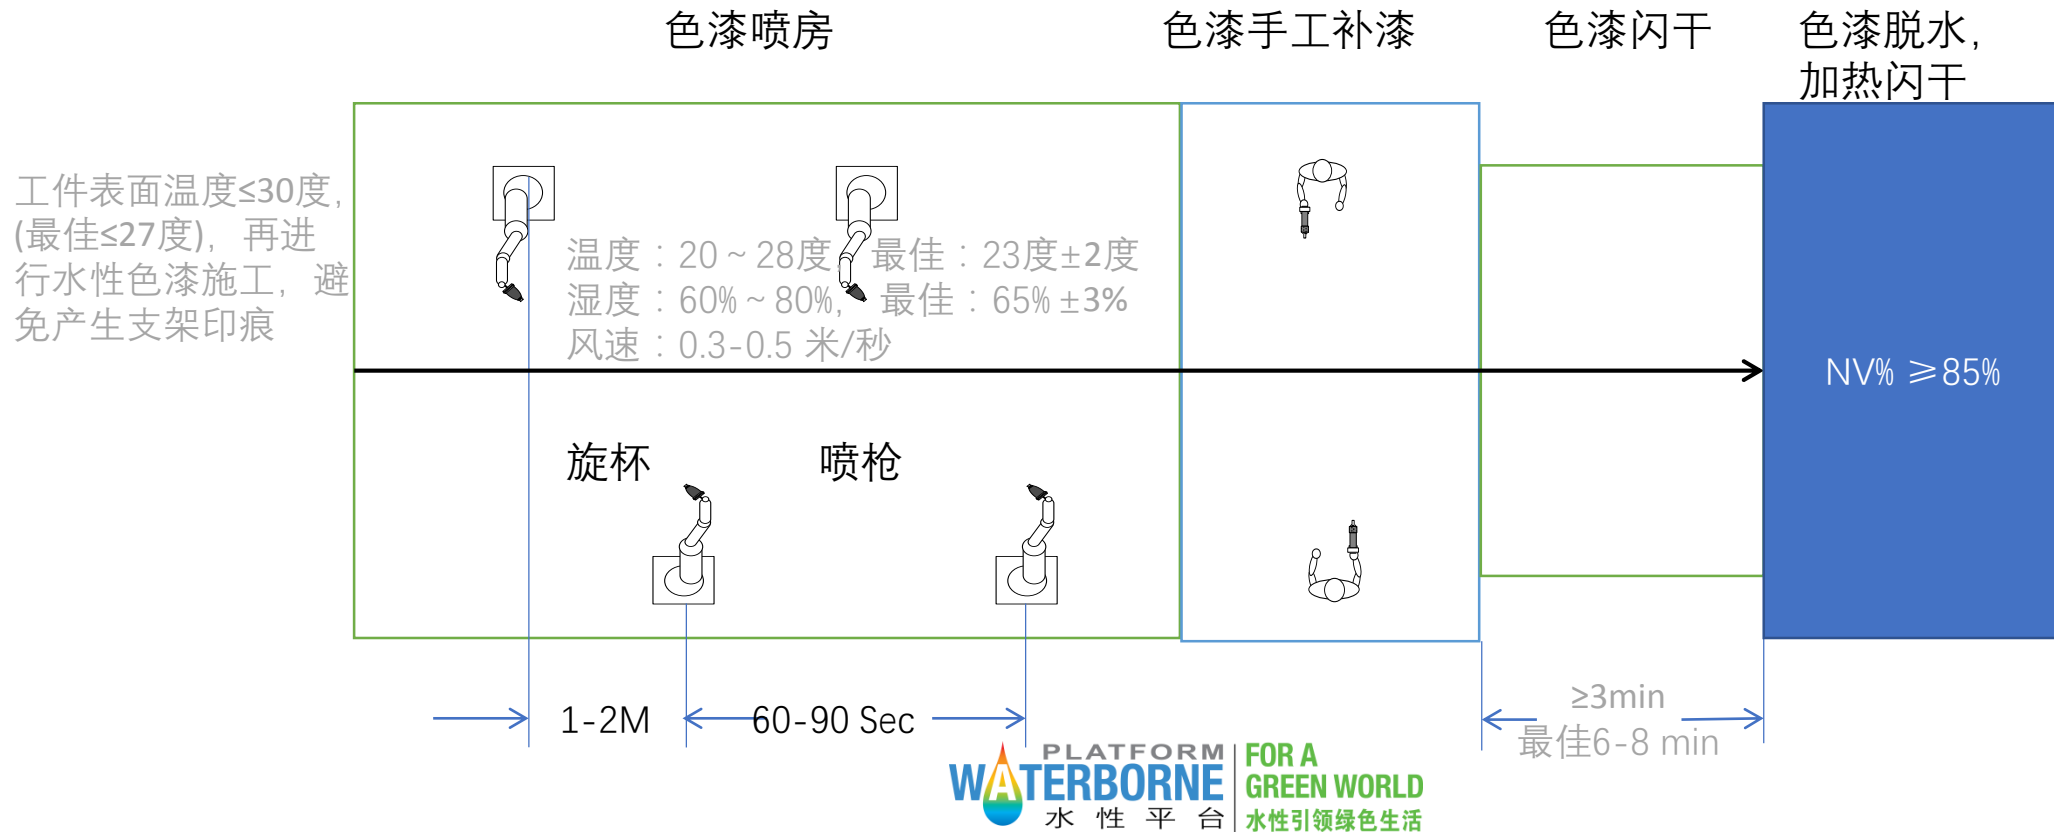 色漆喷房
色漆手工补漆
色漆闪干
色漆脱水，
加热闪干
工件表面温度≤30度，
(最佳≤27度)，再进
行水性色漆施工，避
免产生支架印痕
温度：20～28度， 最佳：23度±2度
湿度：60%～80%， 最佳：65%±3%
风速：0.3-0.5 米/秒
NV% ≥85%
旋杯
喷枪
1-2M
60-90 Sec
≥3min
最佳6-8 min
PLATFORM
WATERBORNE
水性平台
FOR A
GREEN WORLD
水性引领绿色生活